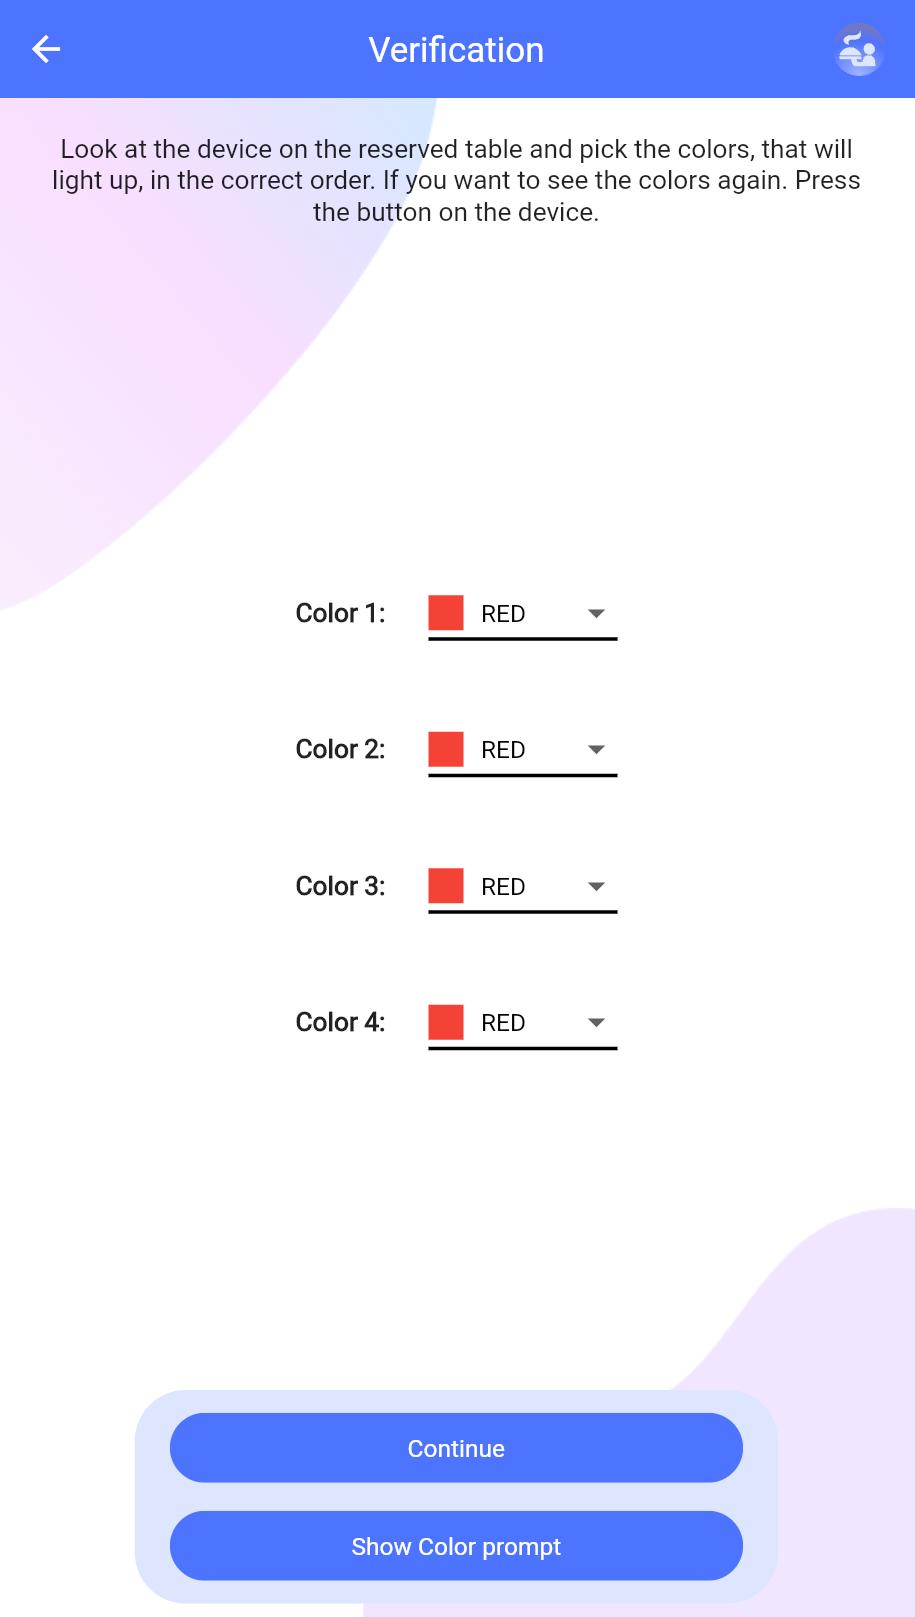 Verification
Look at the device on the reserved table and pick the colors, that will
light up, in the correct order. If you want to see the colors again. Press
the button on the device.
Color 1: RED
Color 2: RED
Color 3: RED
Color 4: RED
Continue
Show Color prompt